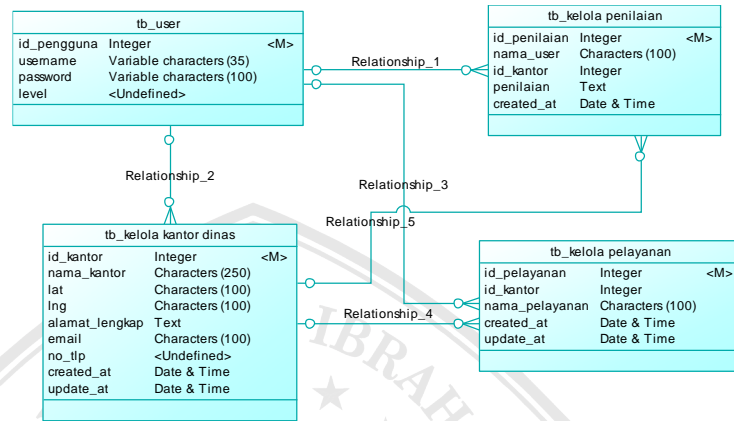 tb_user
id_pengguna Integer <M>
username Variable characters (35)
password Variable characters (100)
level <Undefined>
tb_kelola penilaian
id_penilaian Integer <M>
nama_user Characters (100)
id_kantor Integer
penilaian Text
created_at Date & Time
Relationship_1
Relationship_2
Relationship_3
Relationship_5
Relationship_4
tb_kelola kantor dinas
id_kantor Integer <M>
nama_kantor Characters (250)
lat Characters (100)
lng Characters (100)
alamat_lengkap Text
email Characters (100)
no_tlp <Undefined>
created_at Date & Time
update_at Date & Time
tb_kelola pelayanan
id_pelayanan Integer <M>
id_kantor Integer
nama_pelayanan Characters (100)
created_at Date & Time
update_at Date & Time
IBRAH